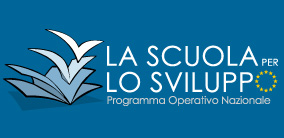 LA SCUOLA PER
LO SVILUPPO
Programma Operativo Nazionale